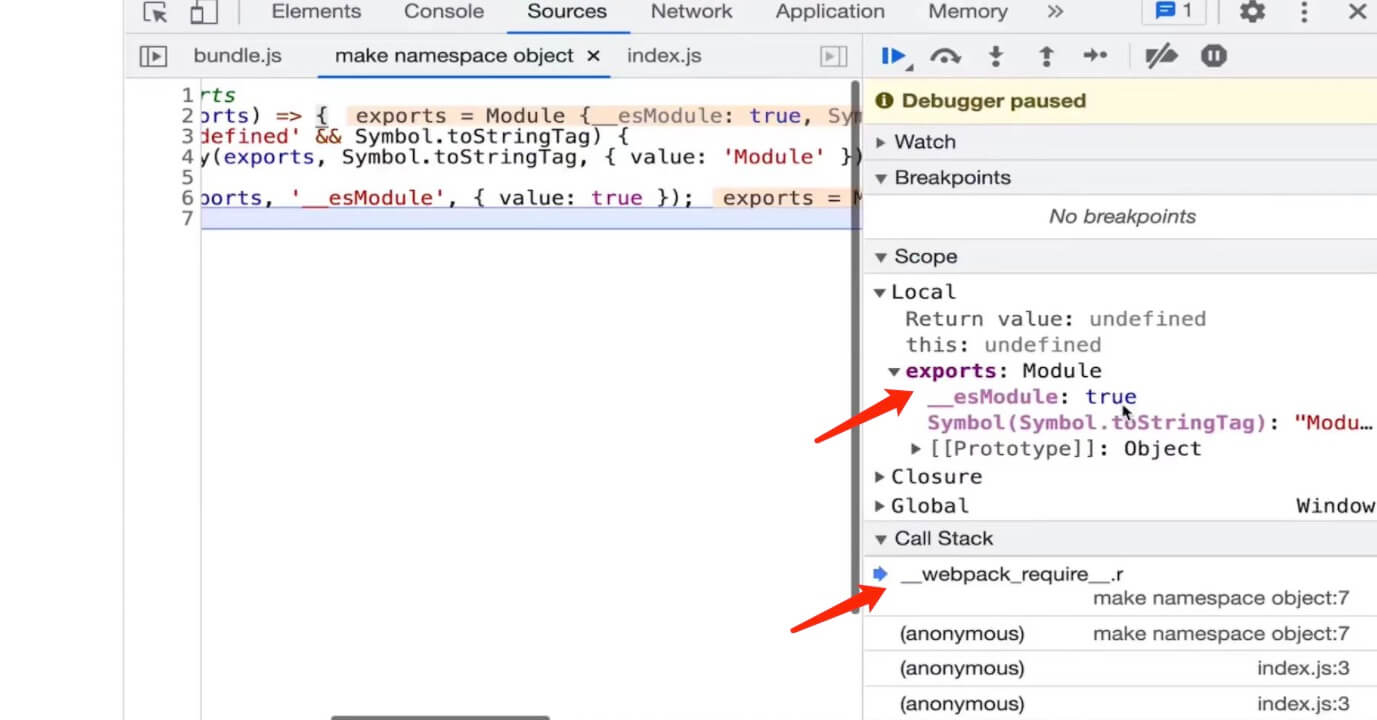 Elements Console Sources Network Application Memory 1
bundle.js make namespace object index.js
1 rts
2 orts) => { exports = Module {__esModule: true, Sym
3 defined' && Symbol.toStringTag) {
4 y(exports, Symbol.toStringTag, { value: 'Module' })
5
6 ports, '__esModule', { value: true }); exports = M
7
Debugger paused
Watch
Breakpoints
No breakpoints
Scope
Local
Return value: undefined
this: undefined
exports: Module
__esModule: true
Symbol(Symbol.toStringTag): "Modu…
[[Prototype]]: Object
Closure
Global Window
Call Stack
__webpack_require__.r
make namespace object:7
(anonymous) make namespace object:7
(anonymous) index.js:3
(anonymous) index.js:3